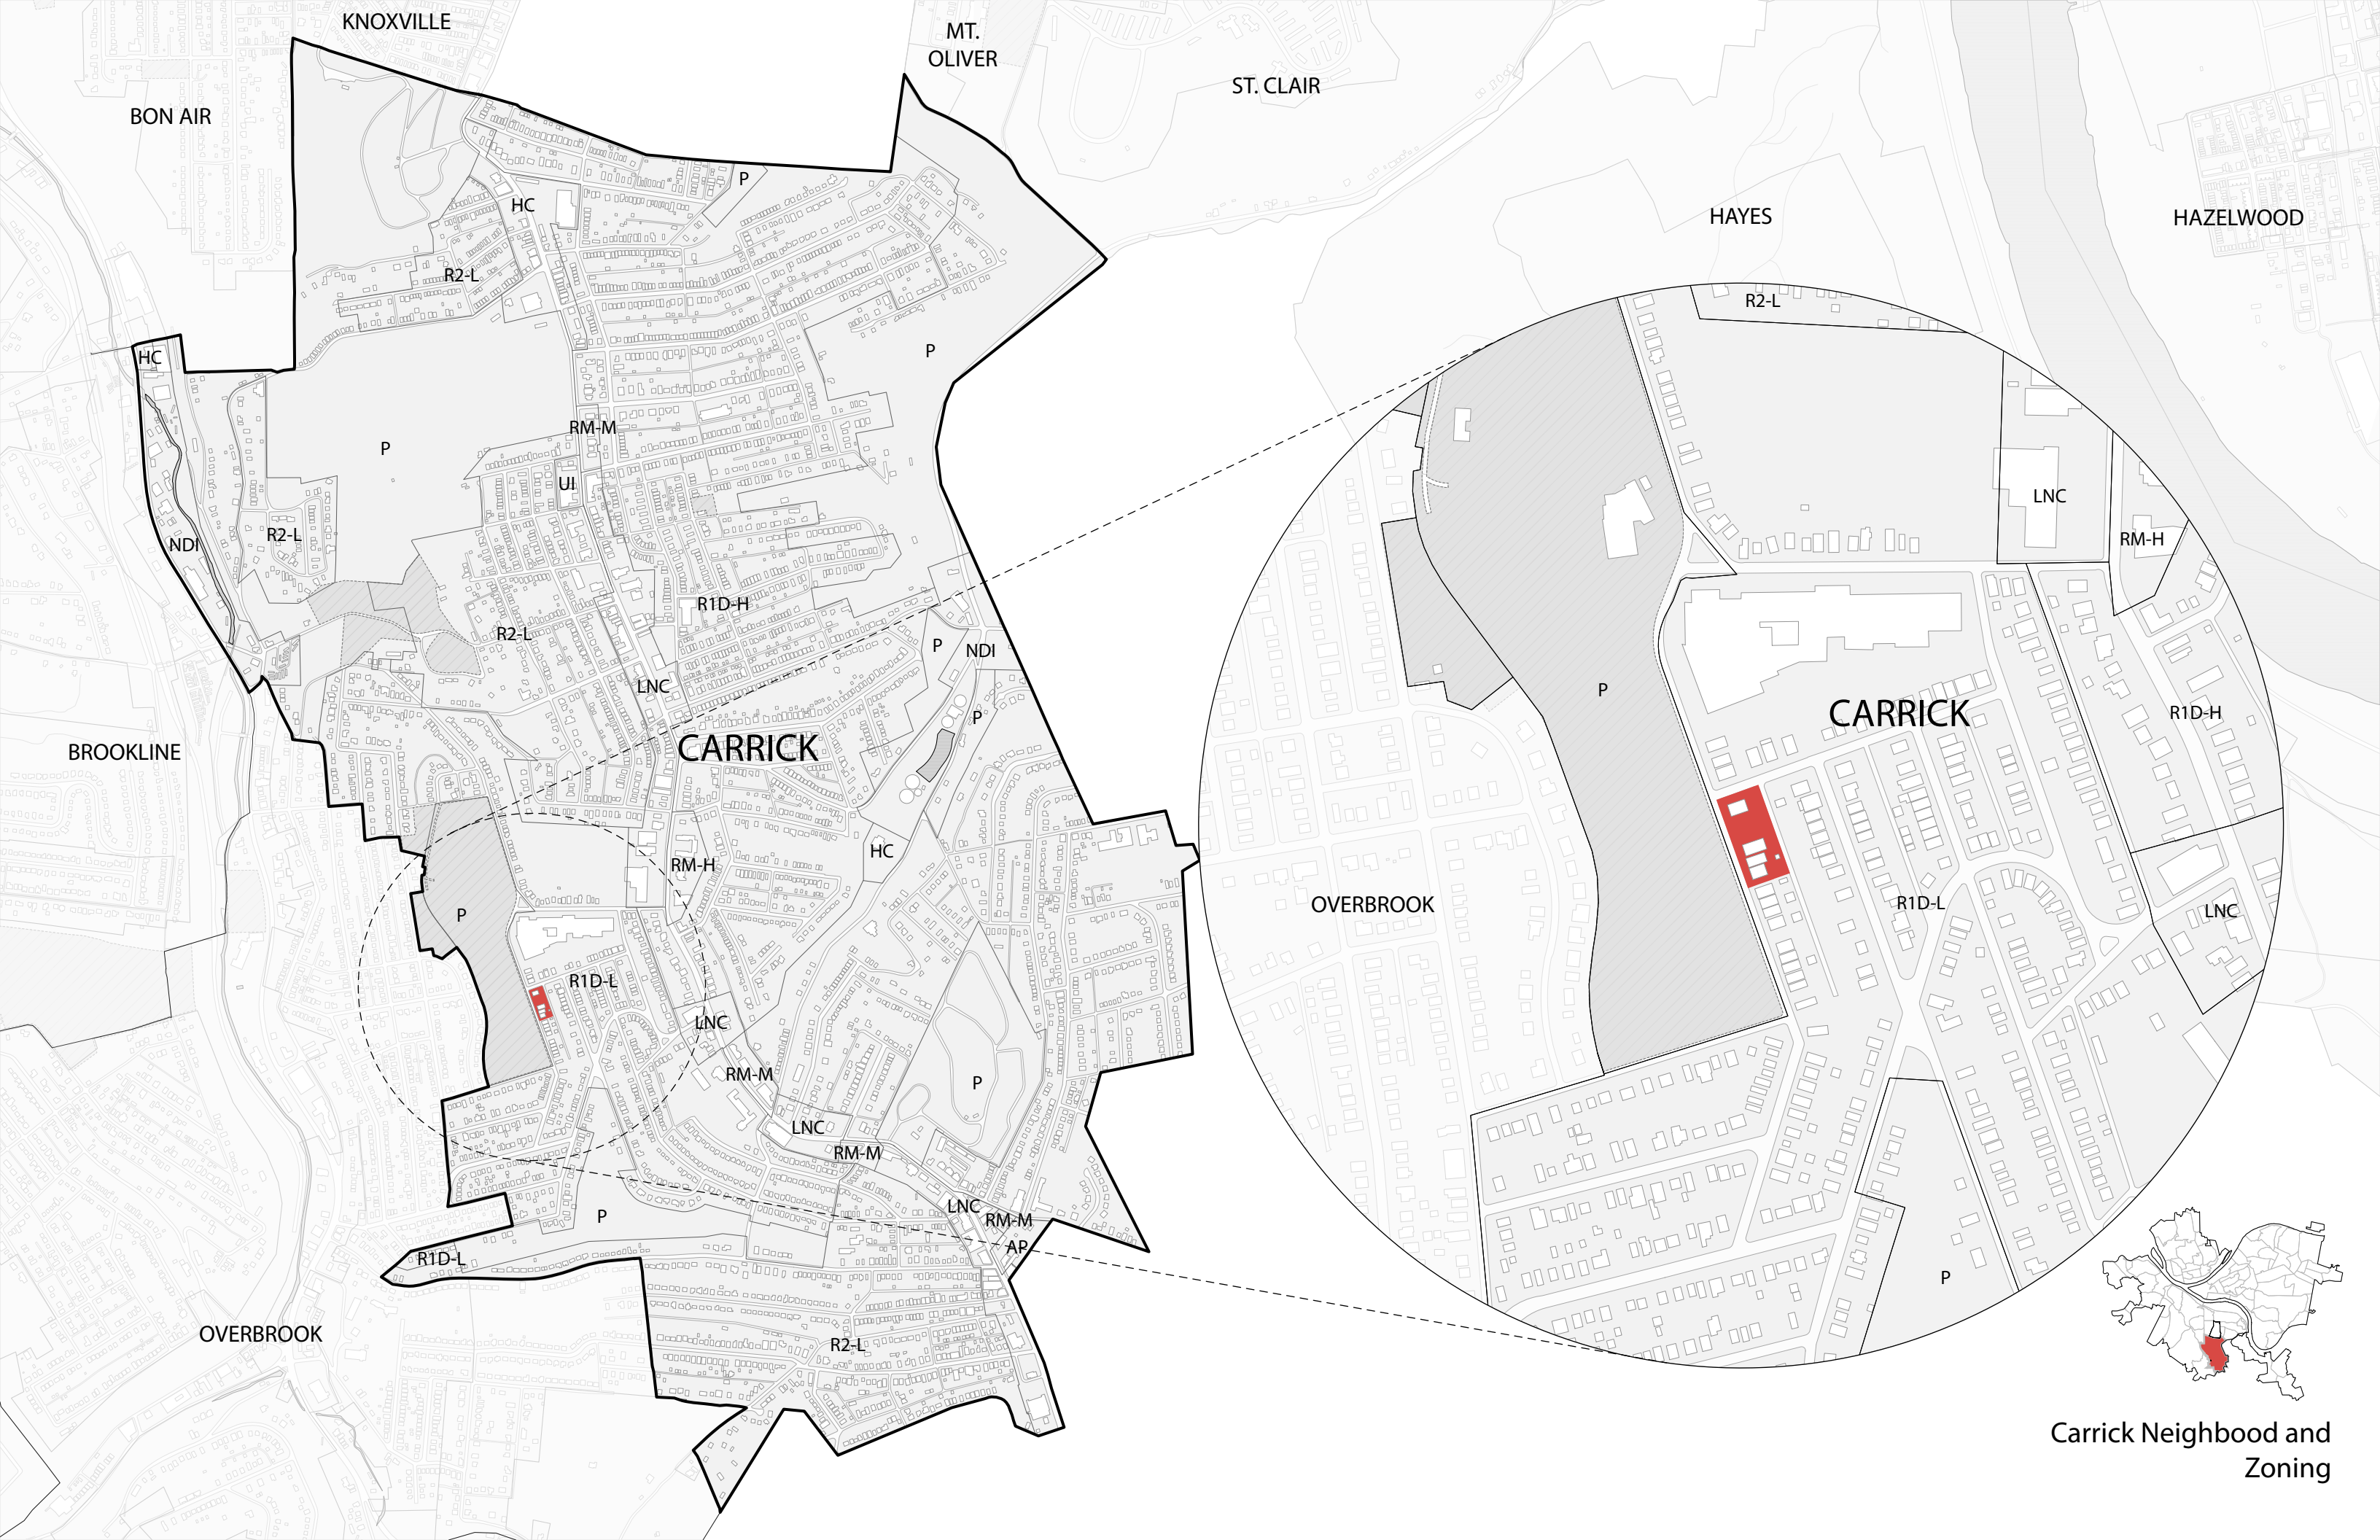 KNOXVILLE
MT.
OLIVER
ST. CLAIR
BON AIR
HAYES
HAZELWOOD
P
HC
R2-L
HC
P
P
RM-M
UI
NDI
R2-L
R1D-H
R2-L
P
NDI
LNC
P
BROOKLINE
CARRICK
HC
RM-H
P
R1D-L
LNC
RM-M
P
LNC
RM-M
LNC
RM-M
P
AP
R1D-L
OVERBROOK
R2-L
R2-L
LNC
RM-H
P
CARRICK
R1D-H
OVERBROOK
R1D-L
LNC
P
Carrick Neighbood and
Zoning